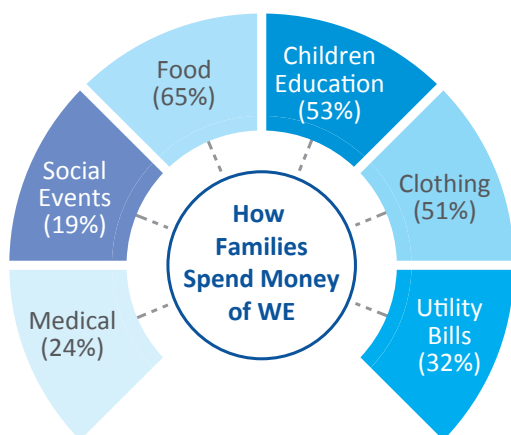 Food
(65%)
Children
Education
(53%)
Social
Events
(19%)
Clothing
(51%)
How
Families
Spend Money
of WE
Medical
(24%)
Utility
Bills
(32%)